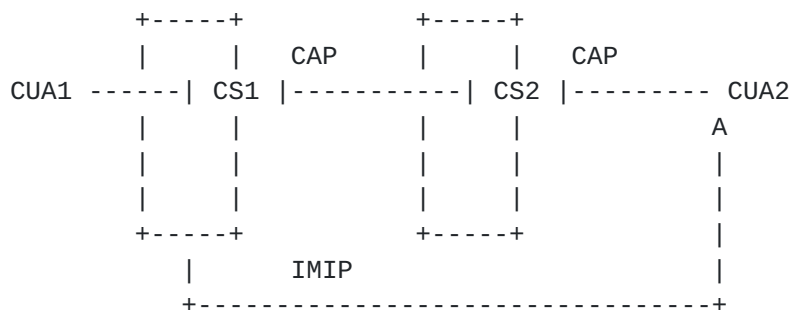 +-----+ +-----+
| | CAP | | CAP
CUA1 ------| CS1 |-----------| CS2 |--------- CUA2
| | | | A
| | | | |
| | | | |
+-----+ +-----+ |
| IMIP |
+---------------------------------+